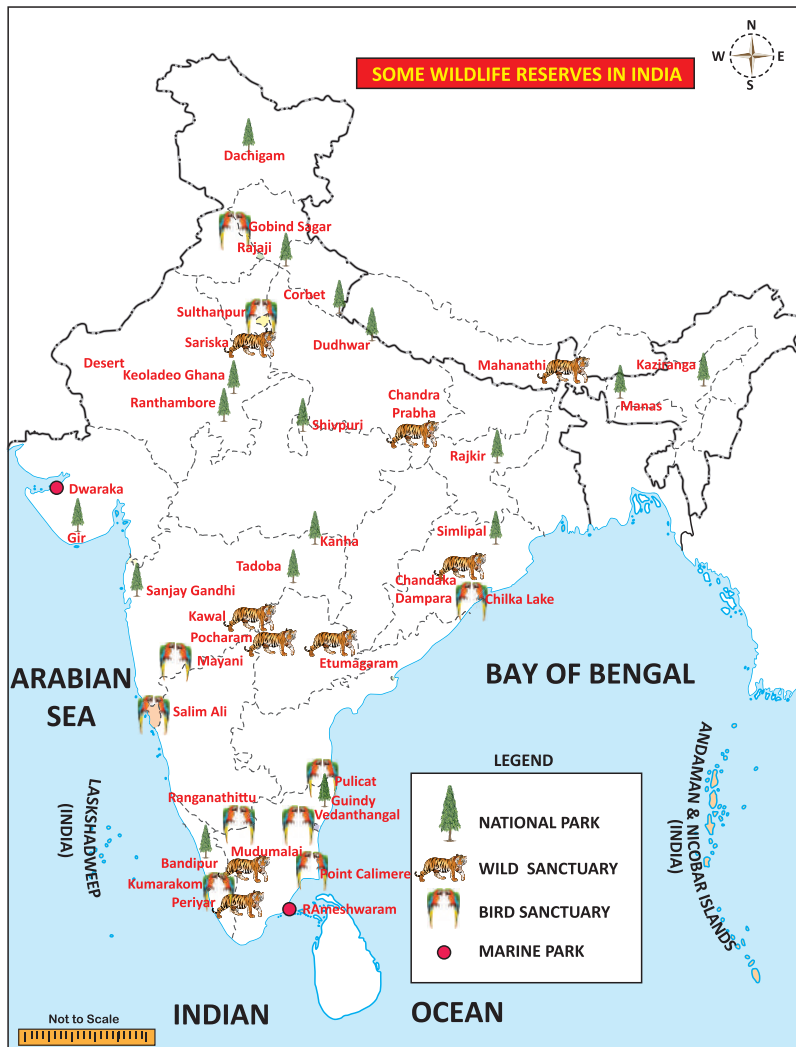 N
W E
S
SOME WILDLIFE RESERVES IN INDIA
Dachigam
Gobind Sagar
Rajaji
Corbet
Sulthanpur
Dudhwar
Sariska
Desert
Keoladeo Ghana
Mahanathi
Kaziranga
Manas
Ranthambore
Chandra
Prabha
Shivpuri
Rajkir
Dwaraka
Gir
Kanha
Simlipal
Tadoba
Sanjay Gandhi
Chandaka
Dampara
Chilka Lake
Kawal
Pocharam
Etumagaram
Mayani
ARABIAN
SEA
BAY OF BENGAL
Salim Ali
LASKSHADWEEP
(INDIA)
ANDAMAN & NICOBAR ISLANDS
(INDIA)
Pulicat
Guindy
Vedanthangal
Ranganathittu
Mudumalai
Bandipur
Point Calimere
Kumarakom
Periyar
RAmeshwaram
LEGEND
NATIONAL PARK
WILD SANCTUARY
BIRD SANCTUARY
MARINE PARK
INDIAN OCEAN
Not to Scale